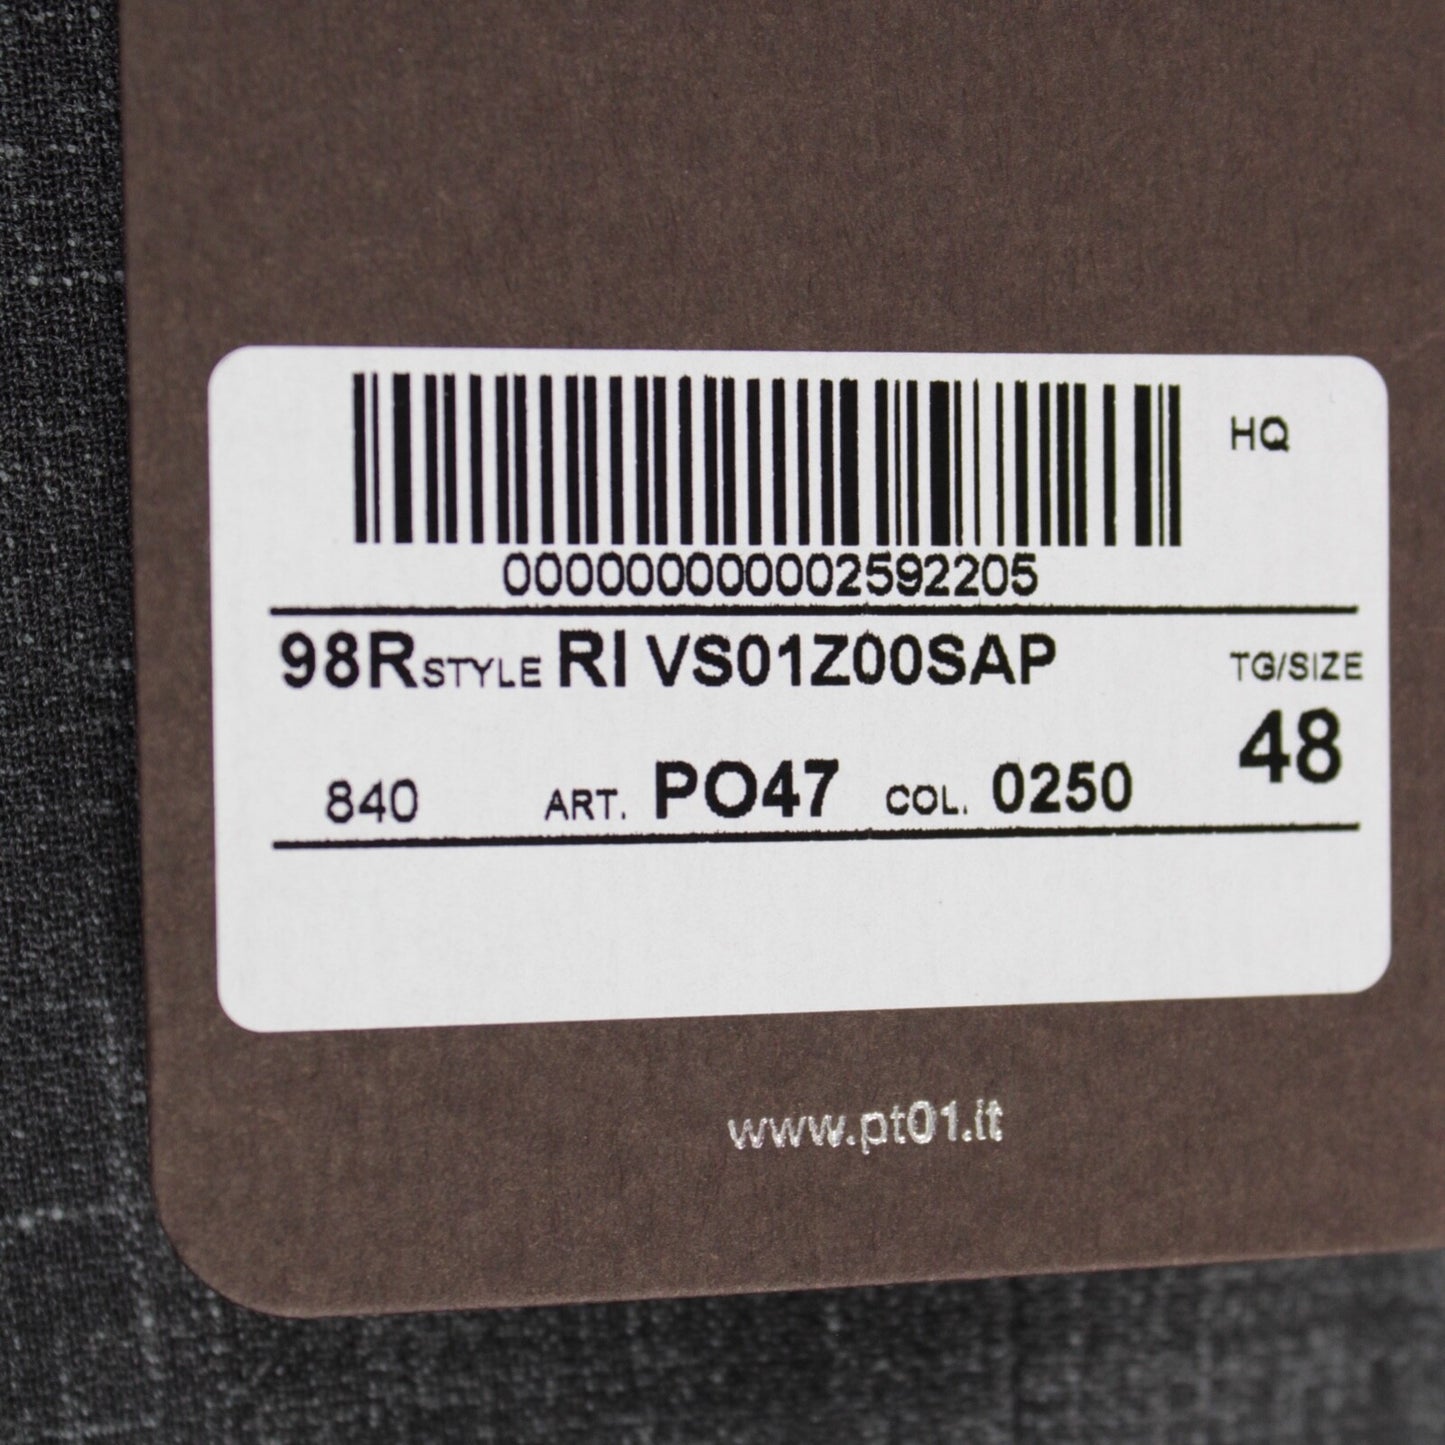 HQ
000000000002592205
98R STYLE RI VS01Z00SAP TG/SIZE
48
840 ART. PO47 COL. 0250
www.pt01.it